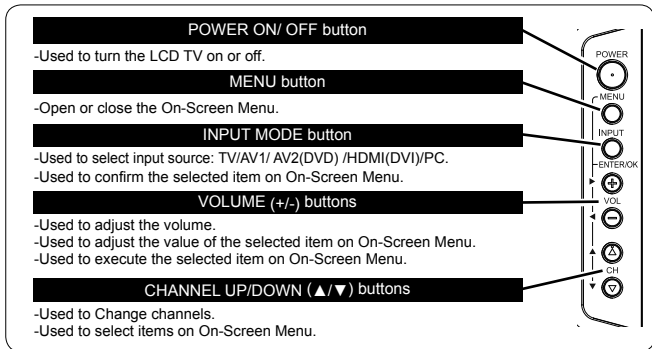 POWER ON/ OFF button
-Used to turn the LCD TV on or off.
MENU button
-Open or close the On-Screen Menu.
INPUT MODE button
-Used to select input source: TV/AV1/ AV2(DVD) /HDMI(DVI)/PC.
-Used to confirm the selected item on On-Screen Menu.
VOLUME (+/-) buttons
-Used to adjust the volume.
-Used to adjust the value of the selected item on On-Screen Menu.
-Used to execute the selected item on On-Screen Menu.
CHANNEL UP/DOWN (▲/▼) buttons
-Used to Change channels.
-Used to select items on On-Screen Menu.
POWER
MENU
INPUT
ENTER/OK
VOL
CH